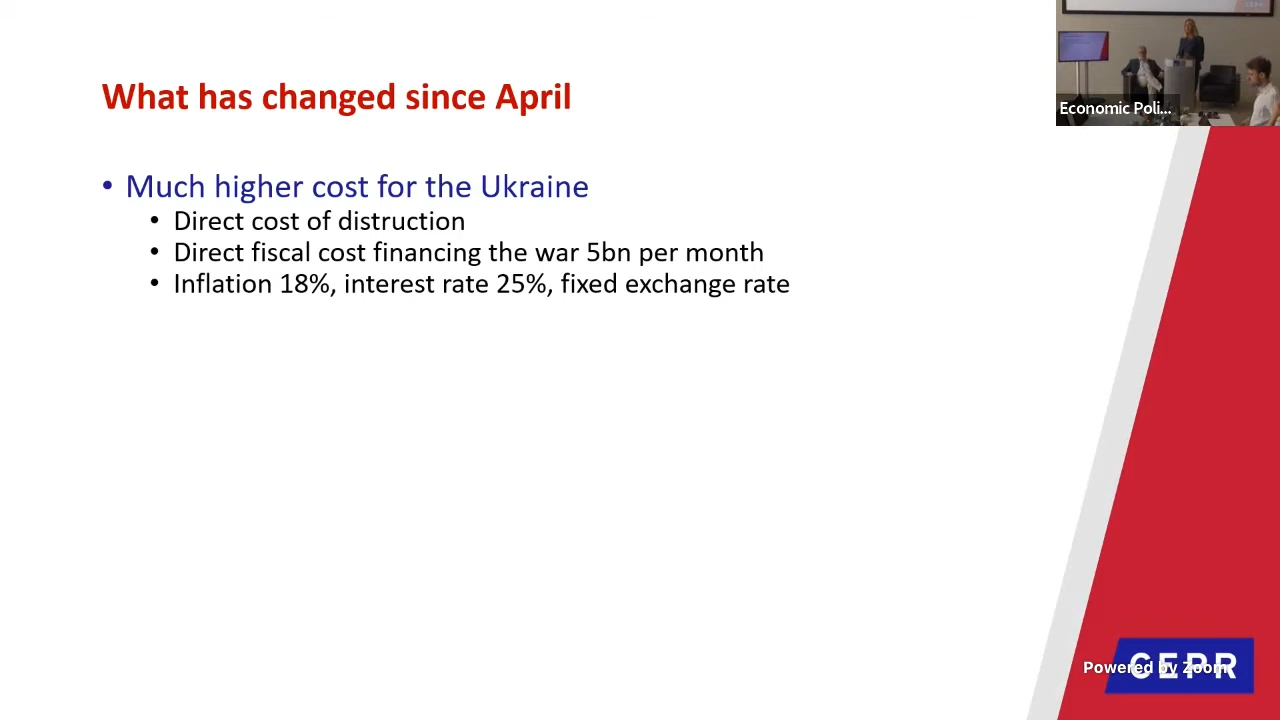 What has changed since April
• Much higher cost for the Ukraine
• Direct cost of distruction
• Direct fiscal cost financing the war 5bn per month
• Inflation 18%, interest rate 25%, fixed exchange rate
Economic Poli...
CEPR
Powered by Zoom